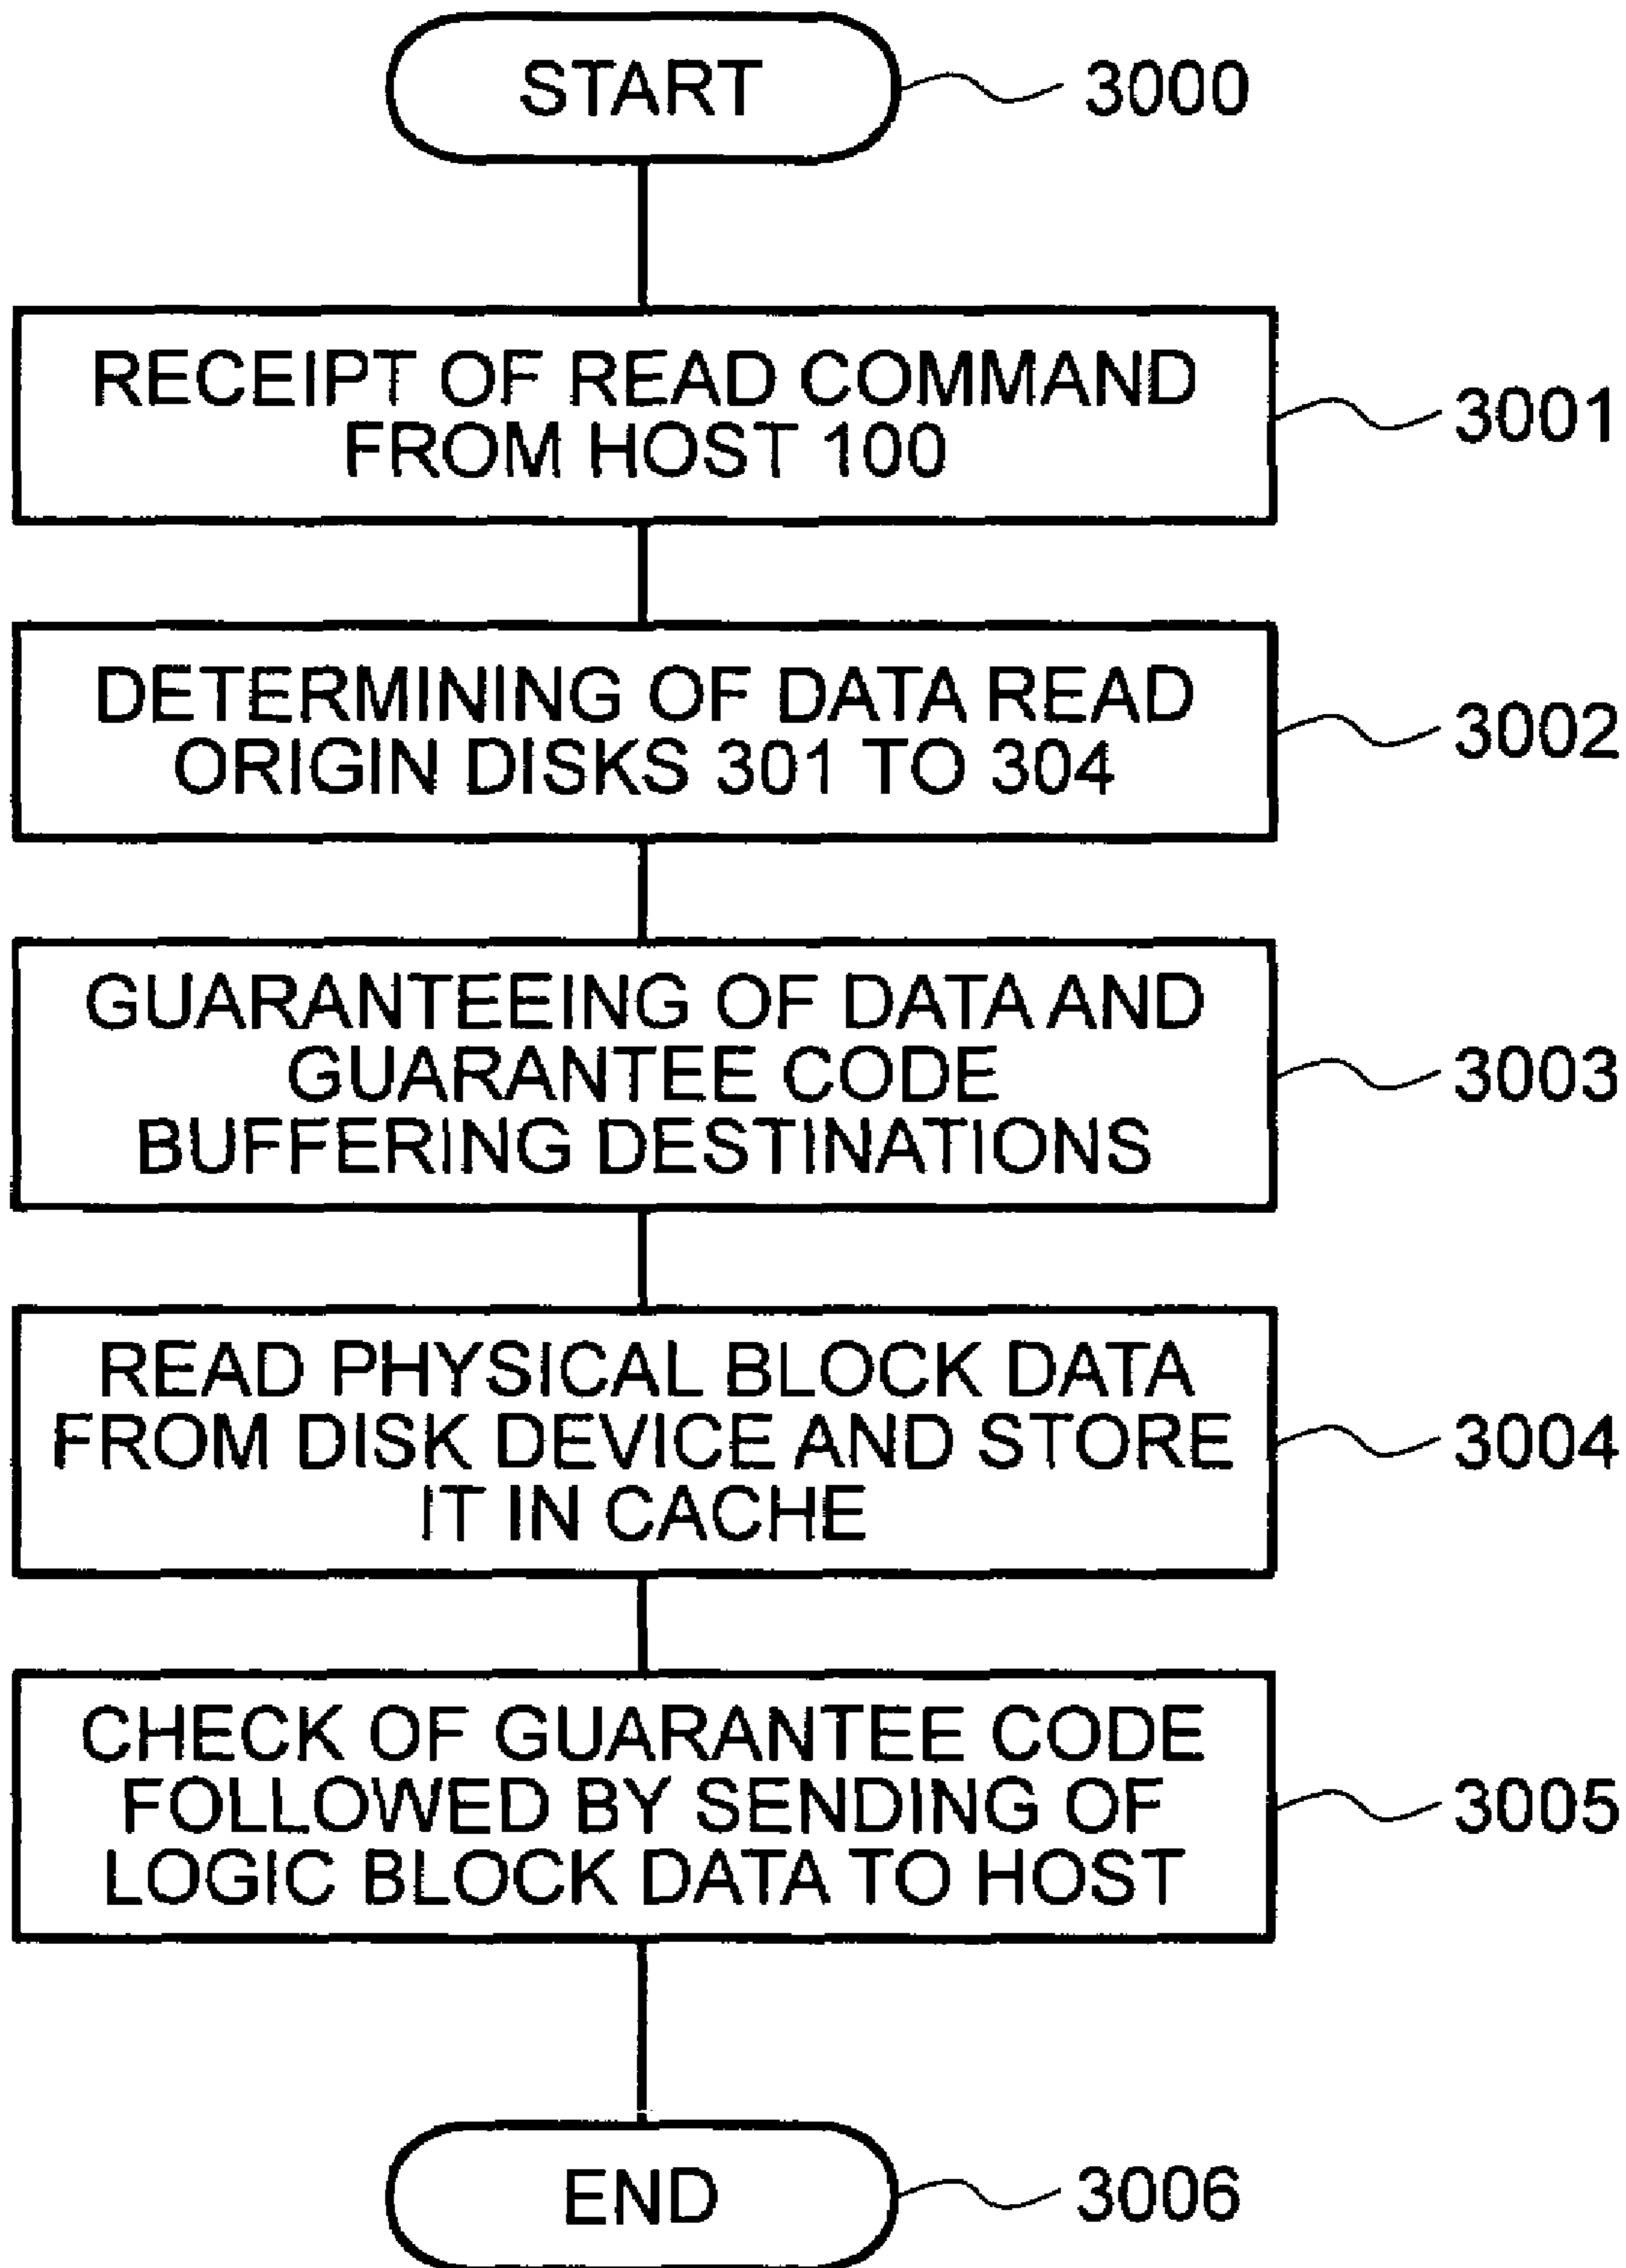 START
3000
RECEIPT OF READ COMMAND
FROM HOST 100
3001
DETERMINING OF DATA READ
ORIGIN DISKS 301 TO 304
3002
GUARANTEEING OF DATA AND
GUARANTEE CODE
BUFFERING DESTINATIONS
3003
READ PHYSICAL BLOCK DATA
FROM DISK DEVICE AND STORE
IT IN CACHE
3004
CHECK OF GUARANTEE CODE
FOLLOWED BY SENDING OF
LOGIC BLOCK DATA TO HOST
3005
END
3006